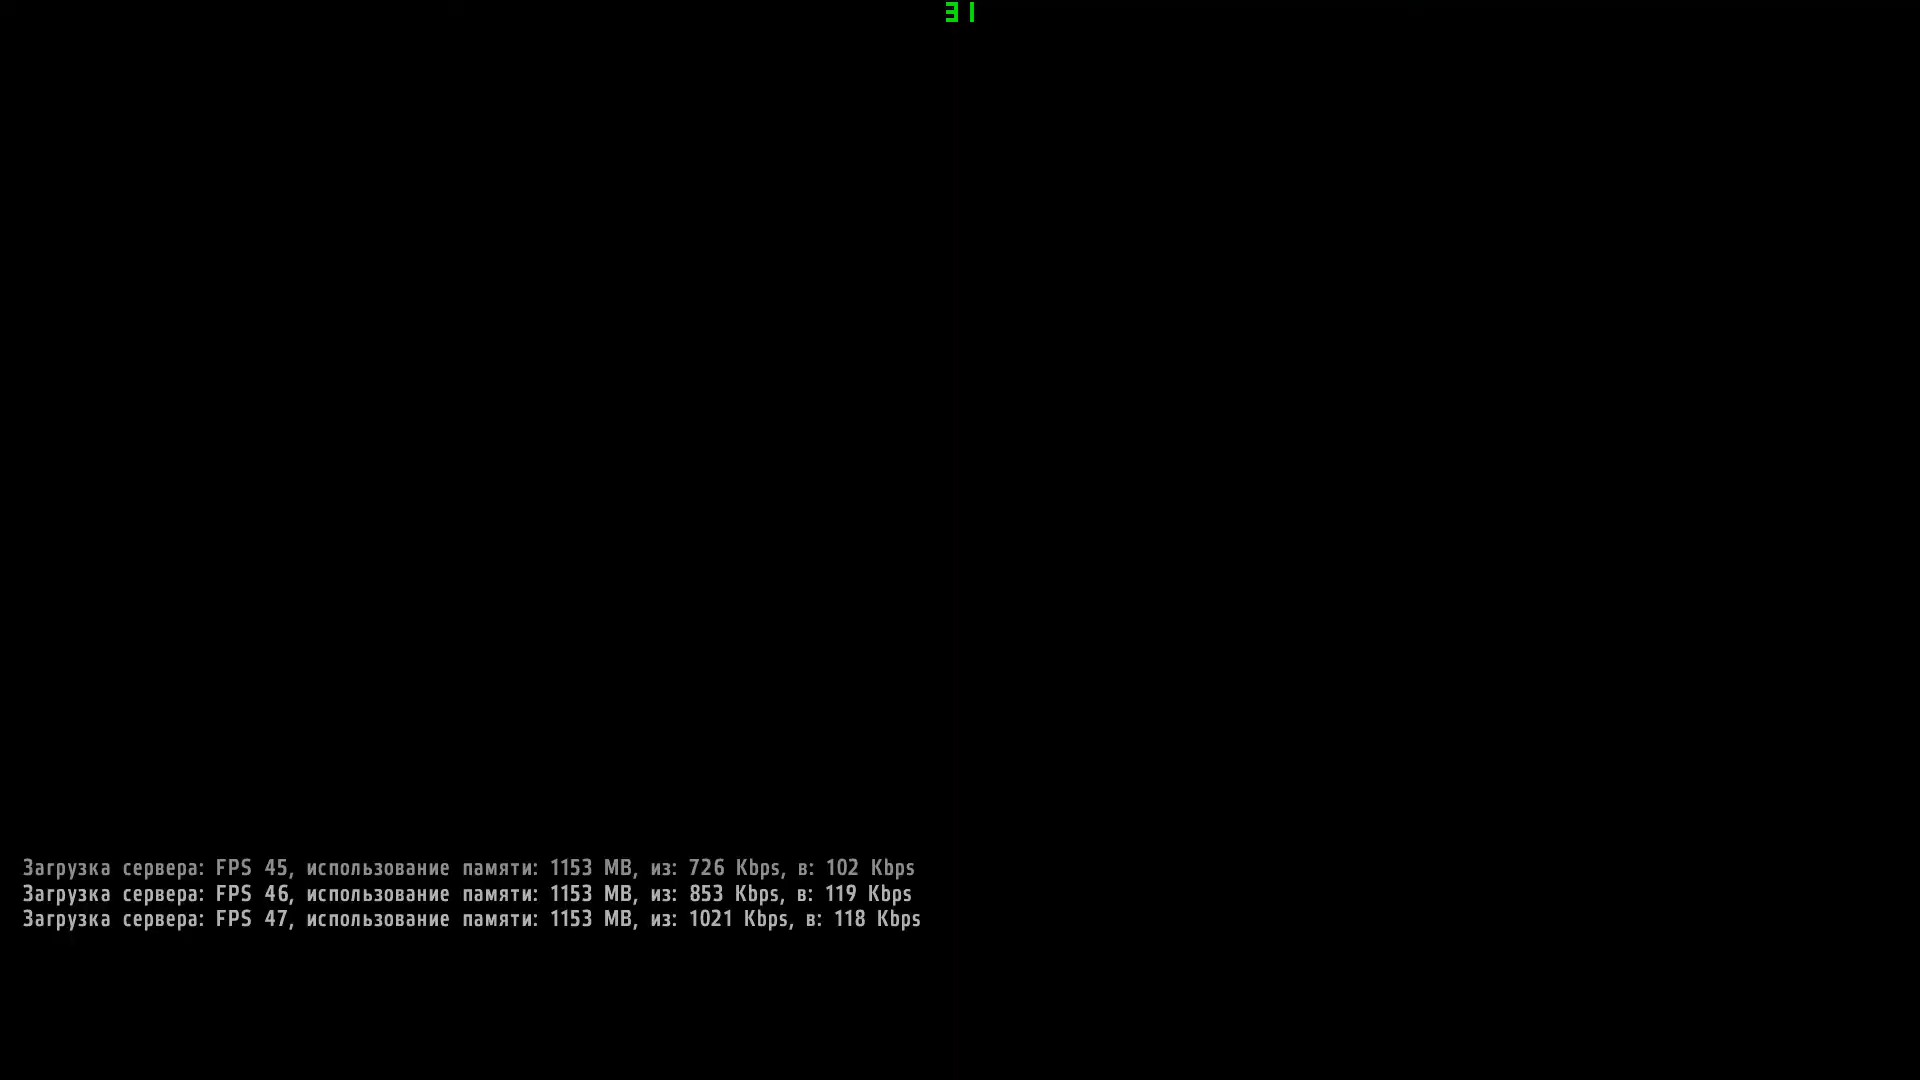 31
Загрузка сервера: FPS 45, использование памяти: 1153 MB, из: 726 Kbps, в: 102 Kbps
Загрузка сервера: FPS 46, использование памяти: 1153 MB, из: 853 Kbps, в: 119 Kbps
Загрузка сервера: FPS 47, использование памяти: 1153 MB, из: 1021 Kbps, в: 118 Kbps